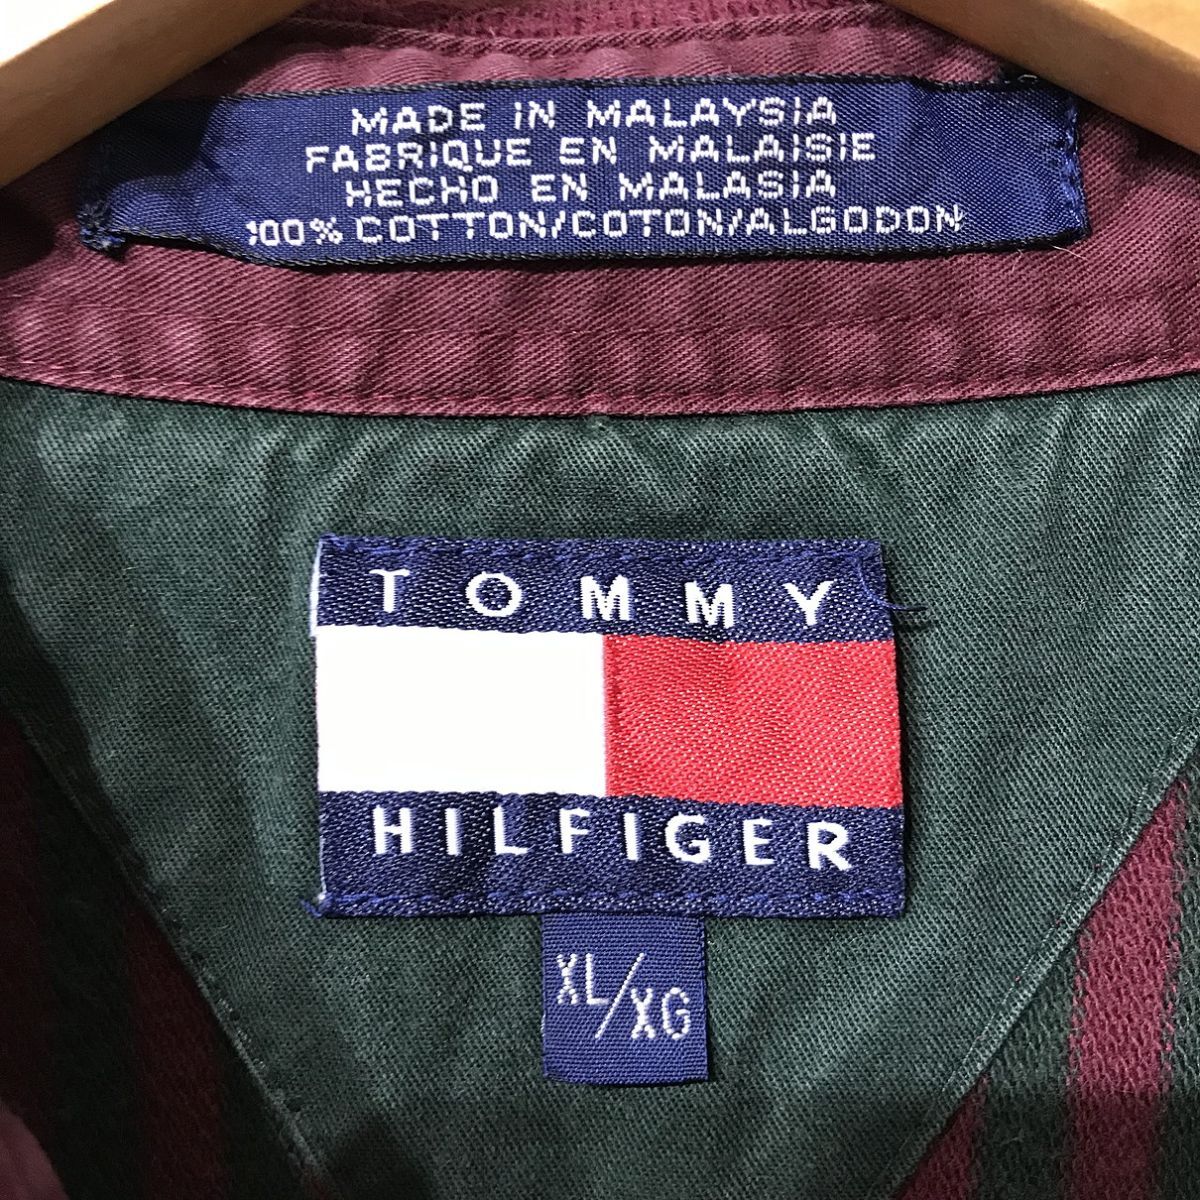 MADE IN MALAYSIA
FABRIQUE EN MALAISIE
HECHO EN MALASIA
100% COTTON/COTON/ALGODON
TOMMY
HILFIGER
XL/XG